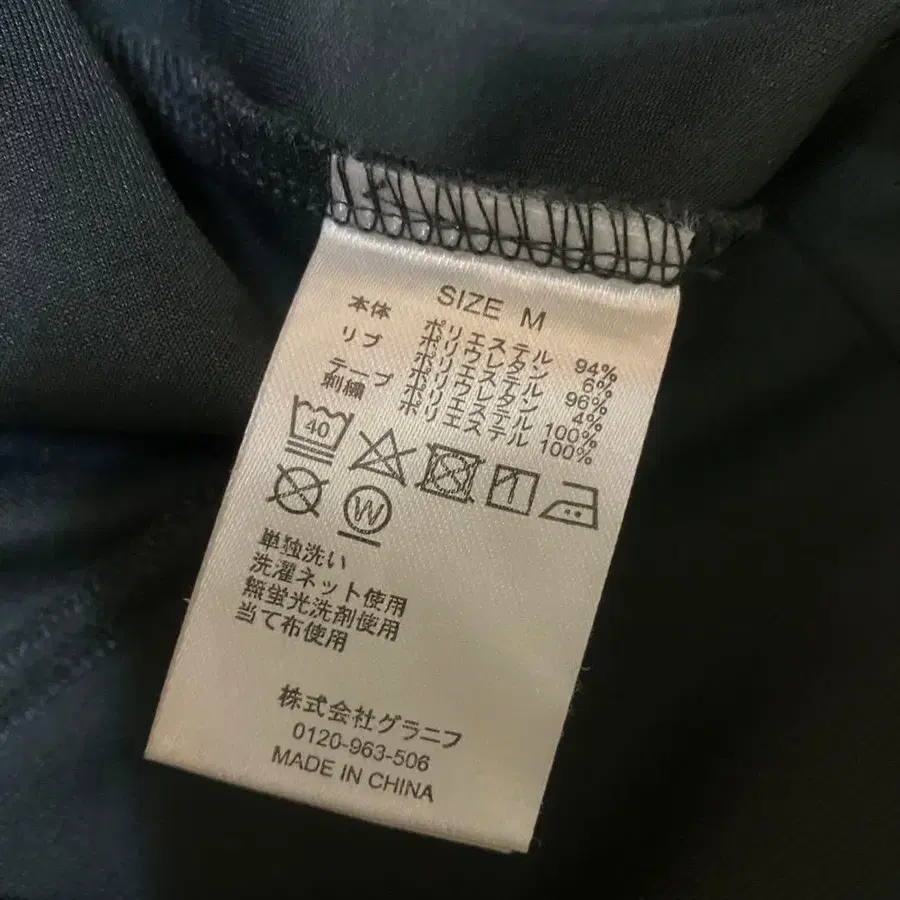 SIZE M
本体 ポリエステル 94%
ポリウレタン 6%
リブ ポリエステル 96%
ポリウレタン 4%
テープ ポリエステル 100%
刺繍 ポリエステル 100%
40
W
単独洗い
洗濯ネット使用
無蛍光洗剤使用
当て布使用
株式会社グラニフ
0120-963-506
MADE IN CHINA